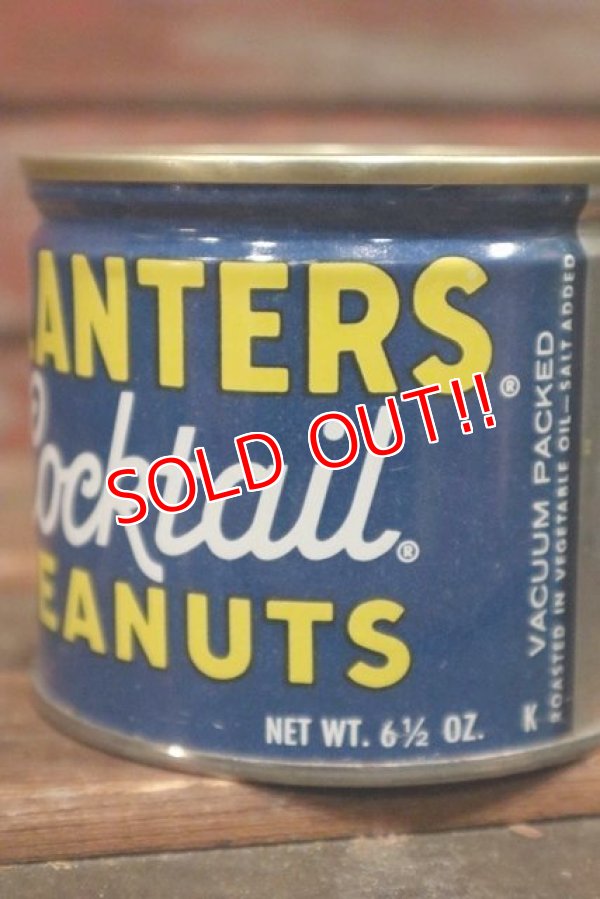 LANTERS®
Cocktail®
SOLD OUT!!
EANUTS
NET WT. 6½ OZ.
K
VACUUM PACKED
ROASTED IN VEGETABLE OIL—SALT ADDED